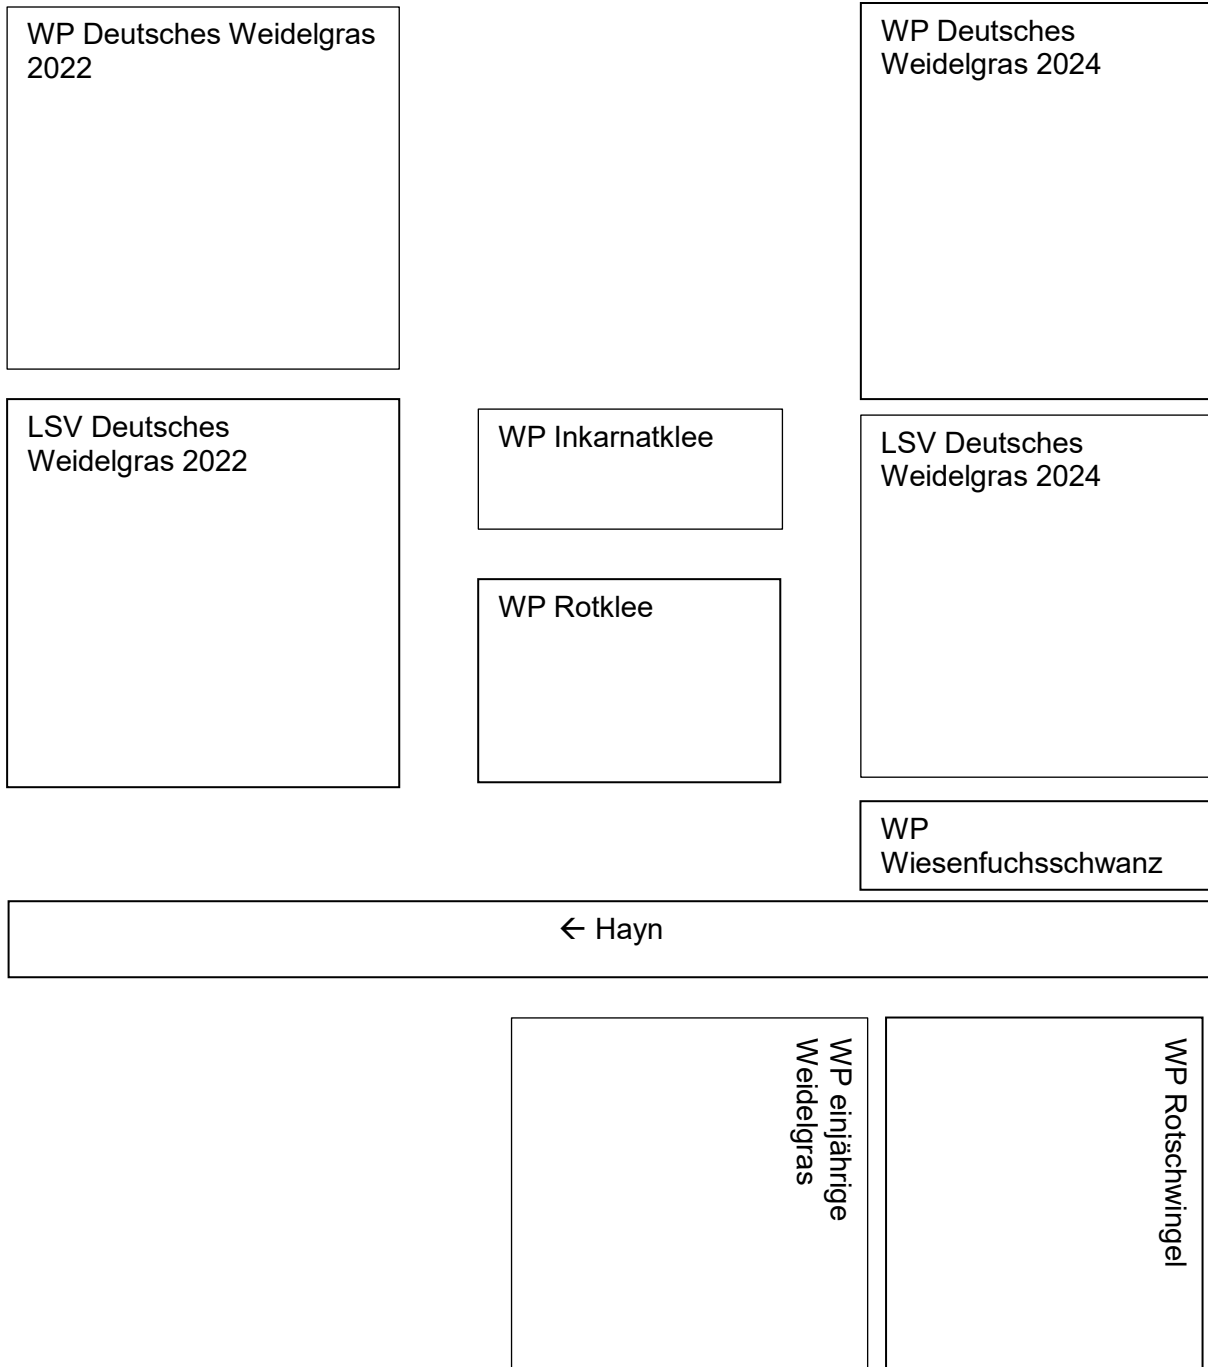 WP Deutsches Weidelgras
2022
WP Deutsches
Weidelgras 2024
LSV Deutsches
Weidelgras 2022
WP Inkarnatklee
LSV Deutsches
Weidelgras 2024
WP Rotklee
WP
Wiesenfuchsschwanz
← Hayn
WP einjährige
Weidelgras
WP Rotschwingel